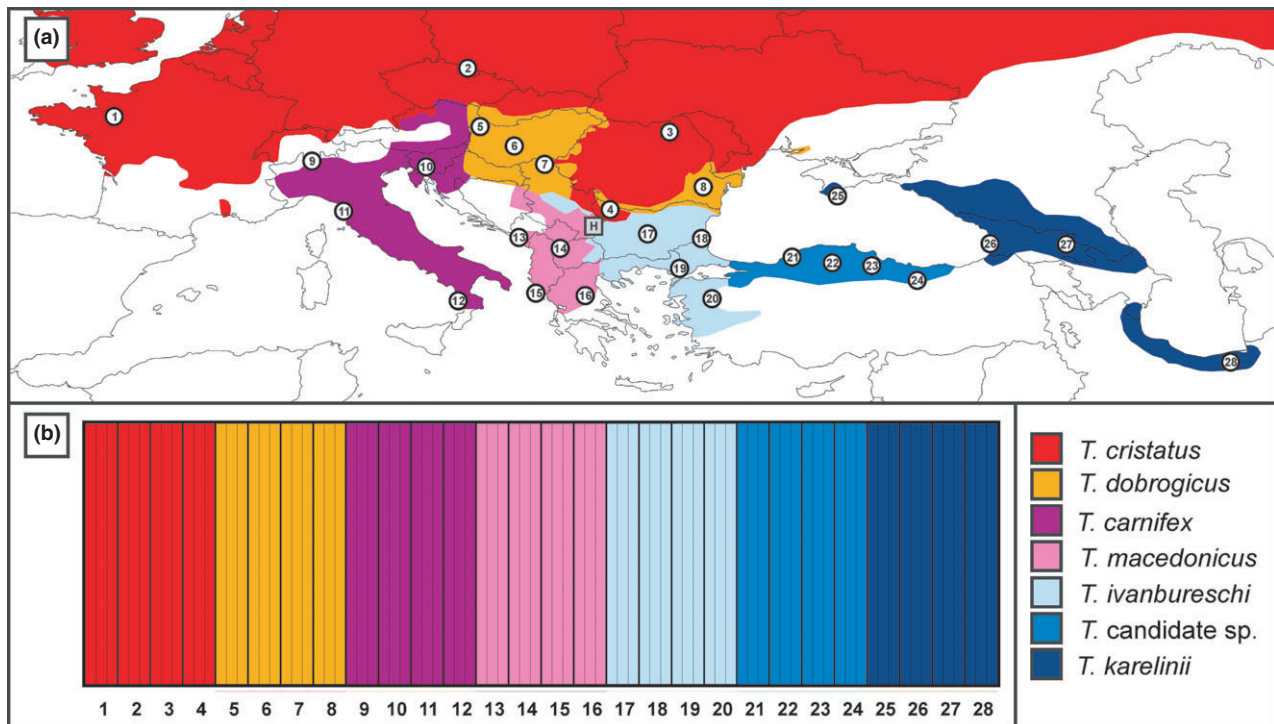 (a)
1
2
3
4
5
6
7
8
9
10
11
12
13
14
15
16
17
18
19
20
21
22
23
24
25
26
27
28
H
(b)
1 2 3 4 5 6 7 8 9 10 11 12 13 14 15 16 17 18 19 20 21 22 23 24 25 26 27 28
T. cristatus
T. dobrogicus
T. carnifex
T. macedonicus
T. ivanbureschi
T. candidate sp.
T. karelinii